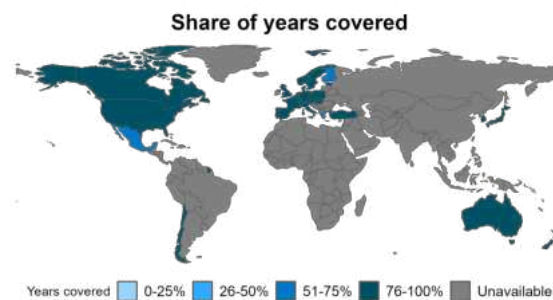 Share of years covered
Years covered 0-25% 26-50% 51-75% 76-100% Unavailable